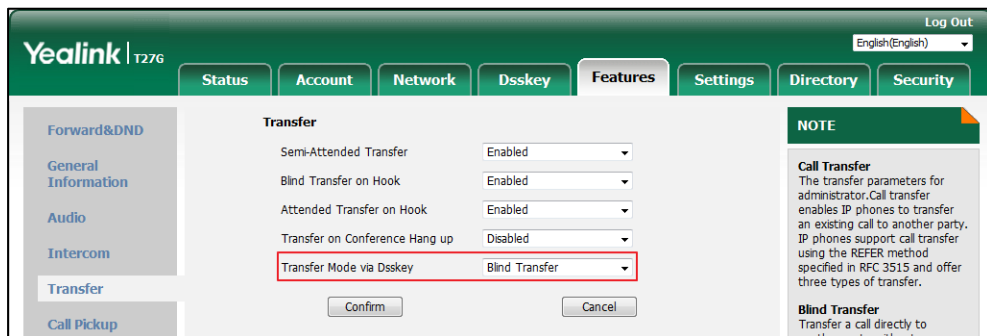 Log Out
Yealink T27G
English(English)
Status Account Network Dsskey Features Settings Directory Security
Forward&DND
General
Information
Audio
Intercom
Transfer
Call Pickup
Transfer
Semi-Attended Transfer Enabled
Blind Transfer on Hook Enabled
Attended Transfer on Hook Enabled
Transfer on Conference Hang up Disabled
Transfer Mode via Dsskey Blind Transfer
Confirm Cancel
NOTE
Call Transfer
The transfer parameters for
administrator.Call transfer
enables IP phones to transfer
an existing call to another party.
IP phones support call transfer
using the REFER method
specified in RFC 3515 and offer
three types of transfer.
Blind Transfer
Transfer a call directly to